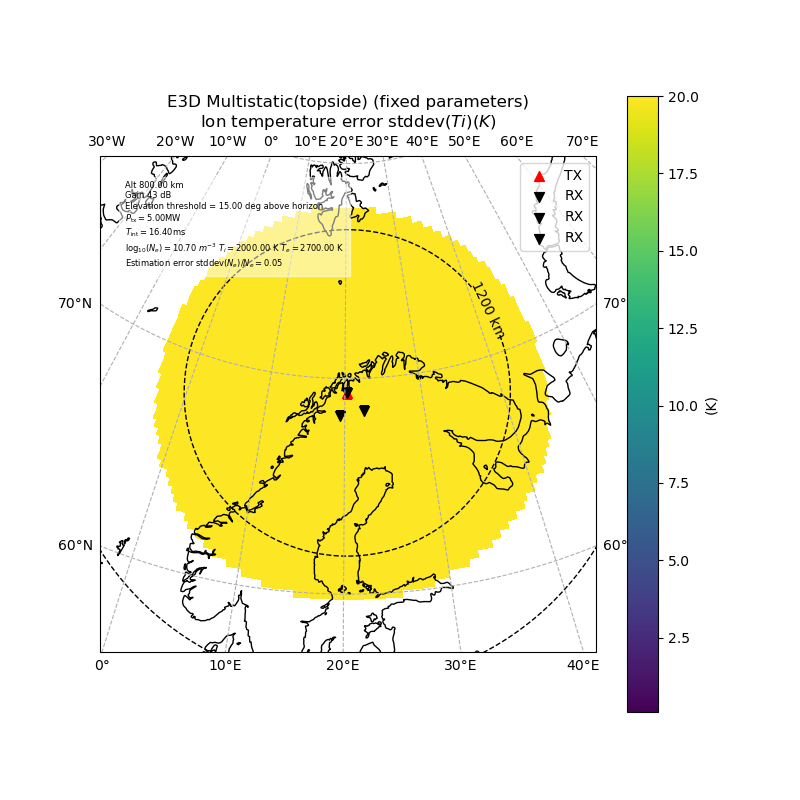 E3D Multistatic(topside) (fixed parameters)
Ion temperature error stddev(Ti)(K)
30°W 20°W 10°W 0° 10°E 20°E 30°E 40°E 50°E 60°E 70°E
Alt 800.00 km
Gain 43 dB
Elevation threshold = 15.00 deg above horizon
P_tx = 5.00MW
T_int = 16.40ms
log₁₀(N_e) = 10.70 m⁻³ T_i = 2000.00 K T_e = 2700.00 K
Estimation error stddev(N_e)/N_e = 0.05
TX
RX
RX
RX
1200 km
70°N 70°
60°N 60°
0° 10°E 20°E 30°E 40°E
20.0
17.5
15.0
12.5
10.0
7.5
5.0
2.5
(K)